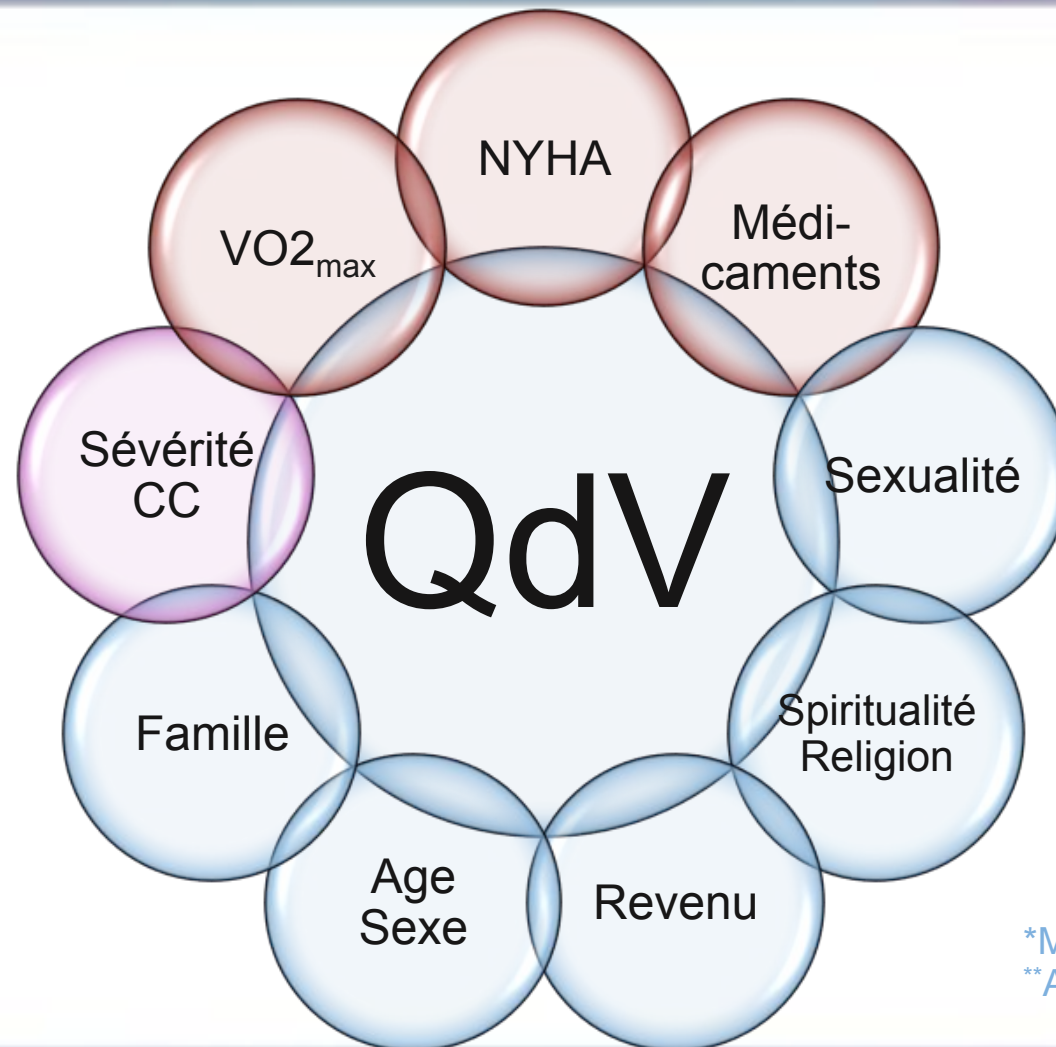 NYHA
Médi-
caments
VO2max
Sévérité
CC
QdV
Sexualité
Famille
Spiritualité
Religion
Age
Sexe
Revenu
*M
**A